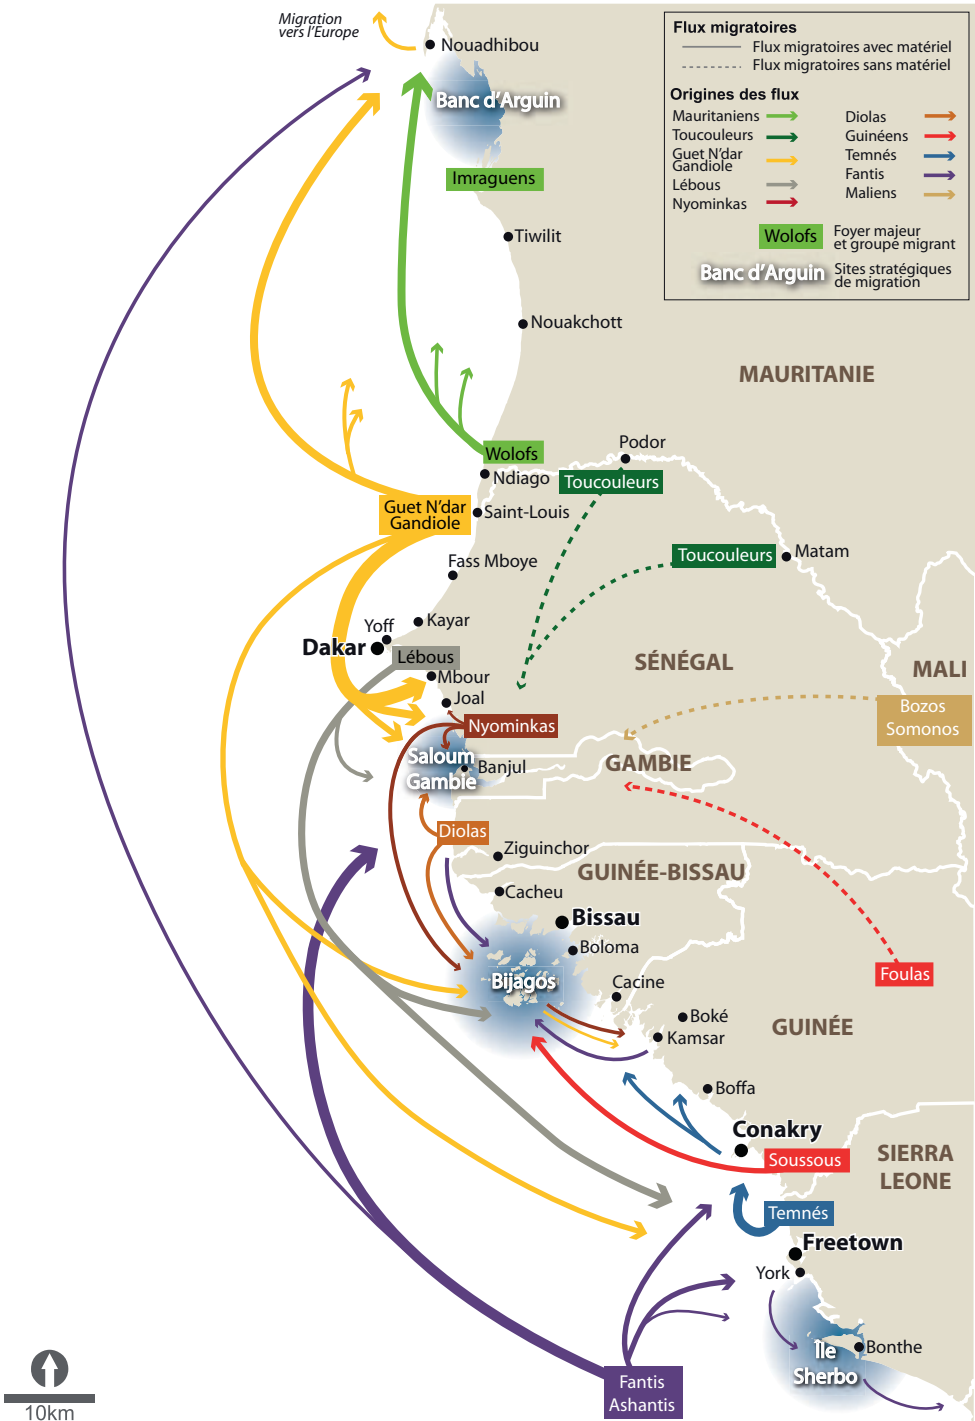 Migration
vers l'Europe
Nouadhibou
Banc d'Arguin
Imraguens
Tiwilit
Nouakchott
MAURITANIE
Flux migratoires
Flux migratoires avec matériel
Flux migratoires sans matériel
Origines des flux
Mauritaniens
Toucouleurs
Guet N'dar
Gandiole
Lébous
Nyominkas
Diolas
Guinéens
Temnés
Fantis
Maliens
Wolofs
Foyer majeur
et groupe migrant
Banc d'Arguin
Sites stratégiques
de migration
Wolofs
Podor
Ndiago
Toucouleurs
Guet N'dar
Gandiole
Saint-Louis
Toucouleurs
Matam
Fass Mboye
Kayar
Yoff
Dakar
Lébous
Mbour
Joal
SÉNÉGAL
MALI
Bozos
Somonos
Nyominkas
Saloum
Gambie
Banjul
GAMBIE
Diolas
Ziguinchor
GUINÉE-BISSAU
Cacheu
Bissau
Boloma
Bijagos
Cacine
Foulas
Boké
Kamsar
GUINÉE
Boffa
Conakry
Soussous
SIERRA
LEONE
Temnés
Freetown
York
Bonthe
Île
Sherbo
Fantis
Ashantis
10km